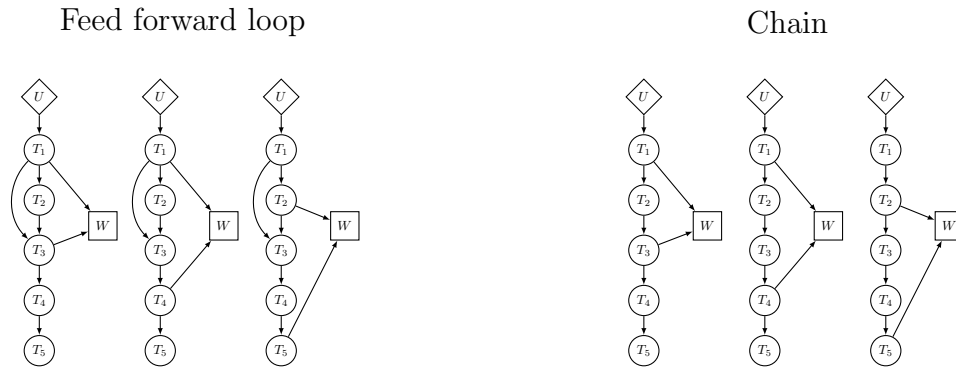 Feed forward loop
Chain
U U U U U U
T₁ T₁ T₁ T₁ T₁ T₁
T₂ T₂ T₂ T₂ T₂ T₂
W W W W W W
T₃ T₃ T₃ T₃ T₃ T₃
T₄ T₄ T₄ T₄ T₄ T₄
T₅ T₅ T₅ T₅ T₅ T₅